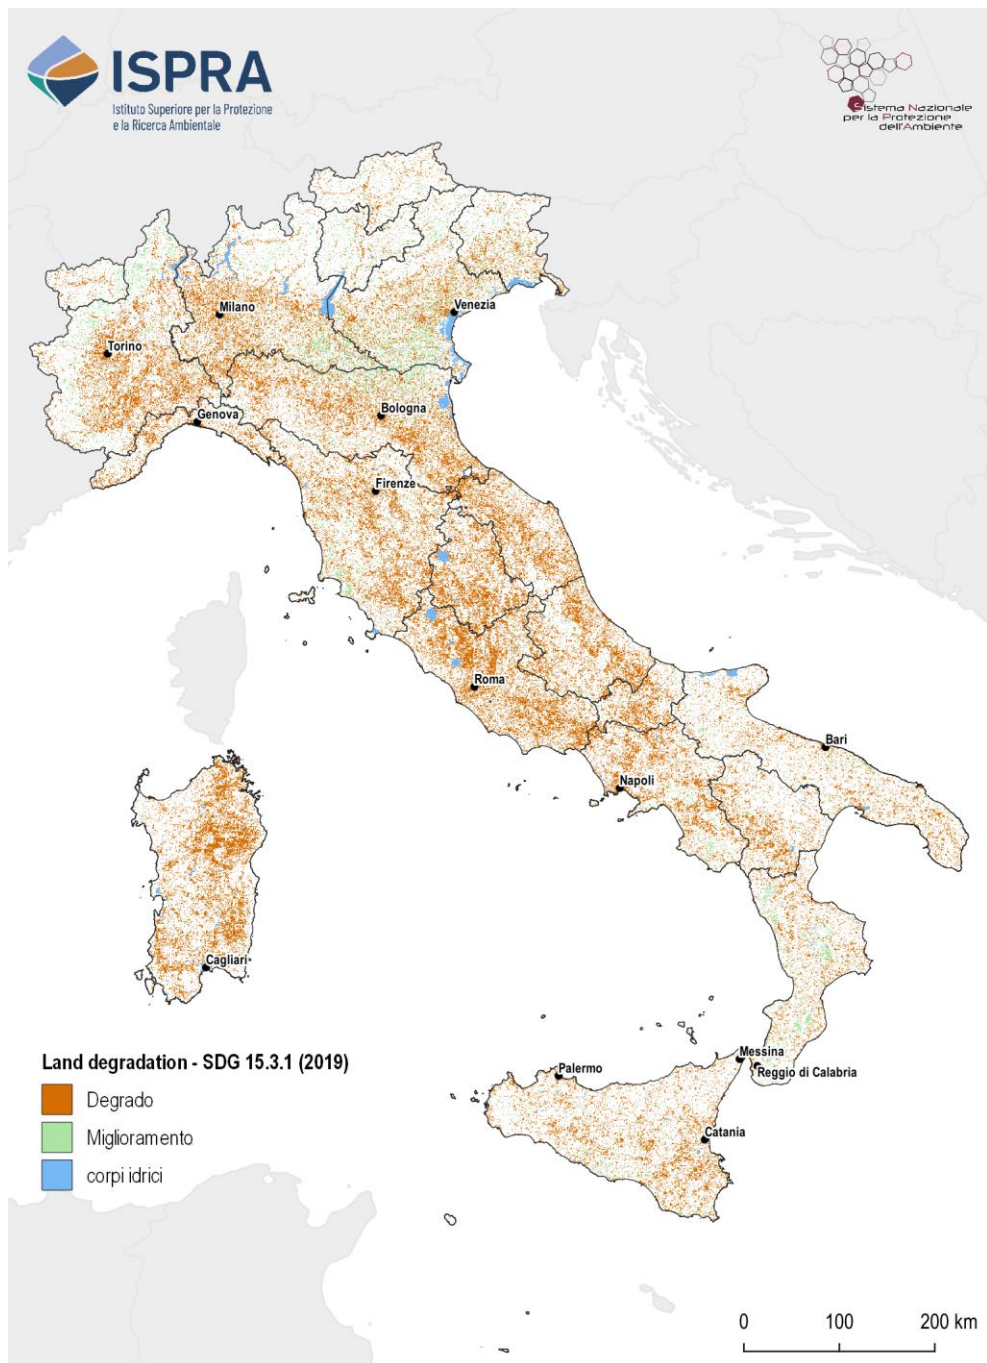 ISPRA
Istituto Superiore per la Protezione
e la Ricerca Ambientale
Sistema Nazionale
per la Protezione
dell'Ambiente
Milano
Venezia
Torino
Genova
Bologna
Firenze
Roma
Bari
Napoli
Cagliari
Messina
Reggio di Calabria
Palermo
Catania
Land degradation - SDG 15.3.1 (2019)
Degrado
Miglioramento
corpi idrici
0 100 200 km